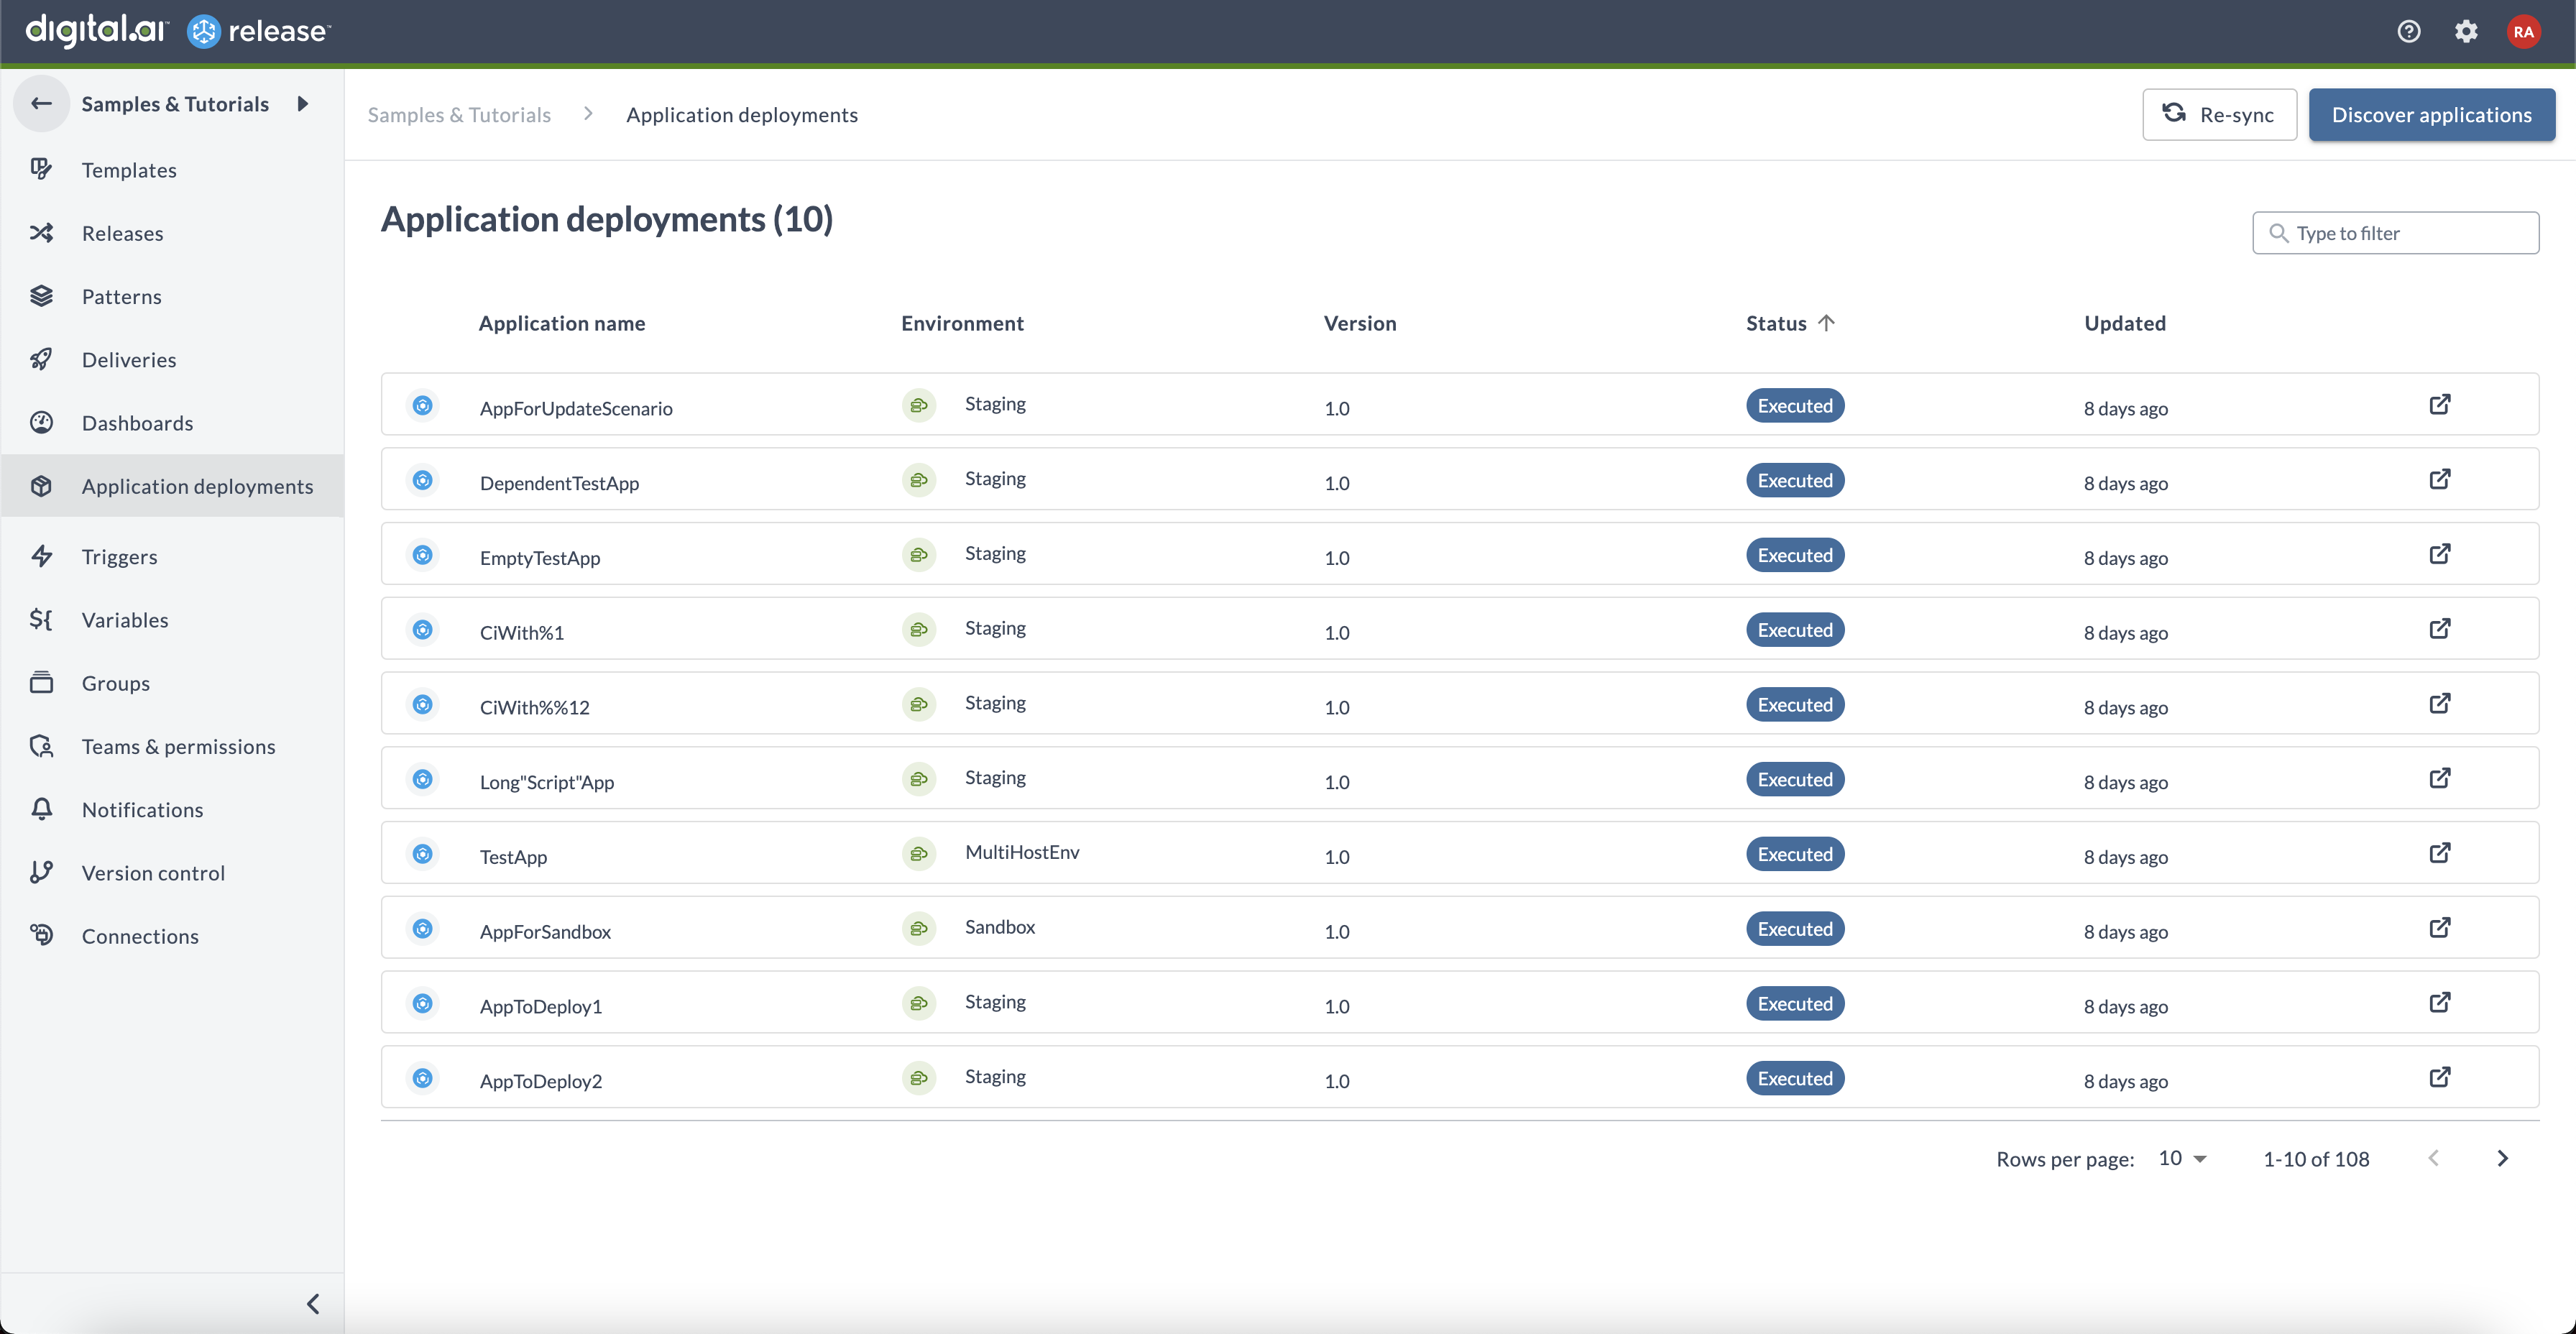 digital.ai™ release™
RA
Samples & Tutorials
Templates
Releases
Patterns
Deliveries
Dashboards
Application deployments
Triggers
Variables
Groups
Teams & permissions
Notifications
Version control
Connections
Samples & Tutorials > Application deployments
Re-sync
Discover applications
Application deployments (10)
Type to filter
Application name Environment Version Status Updated
AppForUpdateScenario Staging 1.0 Executed 8 days ago
DependentTestApp Staging 1.0 Executed 8 days ago
EmptyTestApp Staging 1.0 Executed 8 days ago
CiWith%1 Staging 1.0 Executed 8 days ago
CiWith%%12 Staging 1.0 Executed 8 days ago
Long"Script"App Staging 1.0 Executed 8 days ago
TestApp MultiHostEnv 1.0 Executed 8 days ago
AppForSandbox Sandbox 1.0 Executed 8 days ago
AppToDeploy1 Staging 1.0 Executed 8 days ago
AppToDeploy2 Staging 1.0 Executed 8 days ago
Rows per page: 10 1-10 of 108